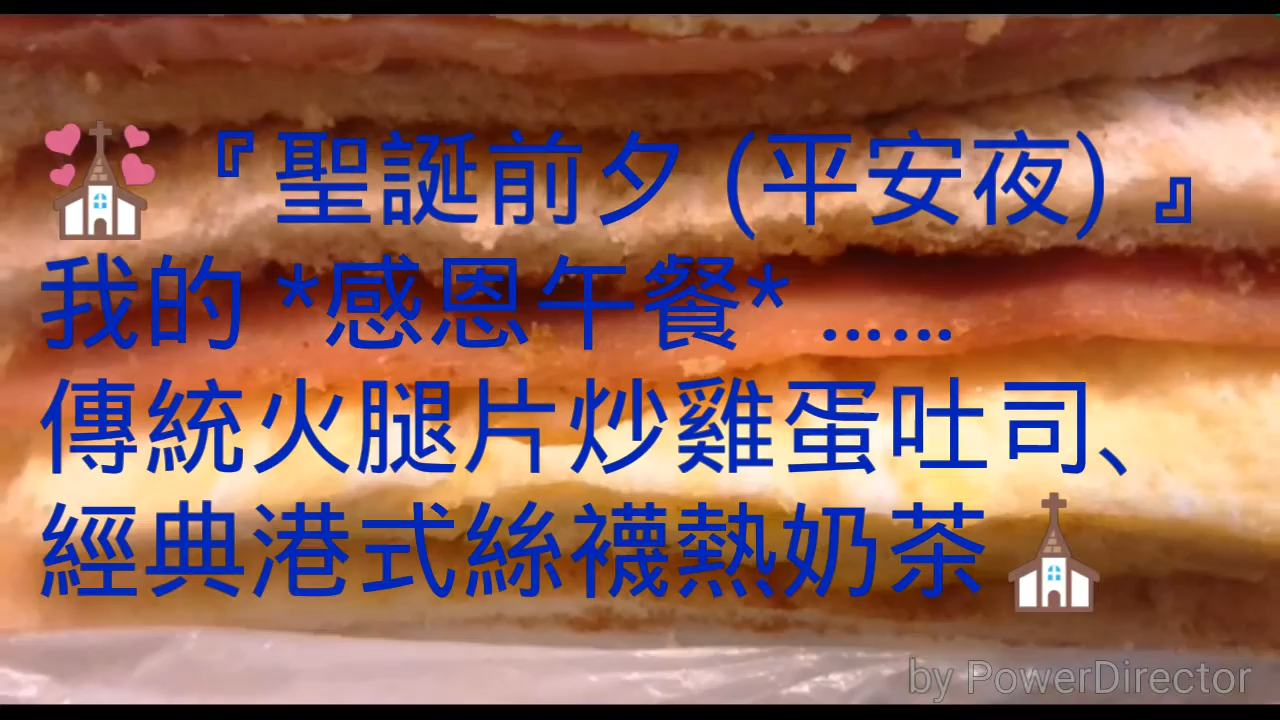 💒 『聖誕前夕 (平安夜) 』
我的 *感恩午餐* ......
傳統火腿片炒雞蛋吐司、
經典港式絲襪熱奶茶⛪
by PowerDirector